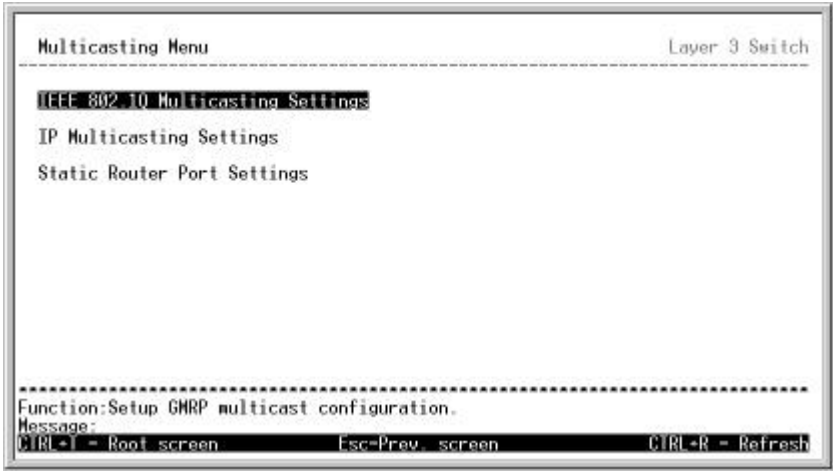 Multicasting Menu Layer 3 Switch
IEEE 802.1Q Multicasting Settings
IP Multicasting Settings
Static Router Port Settings
Function:Setup GMRP multicast configuration.
Message:
CTRL+T = Root screen Esc=Prev. screen CTRL+R = Refresh